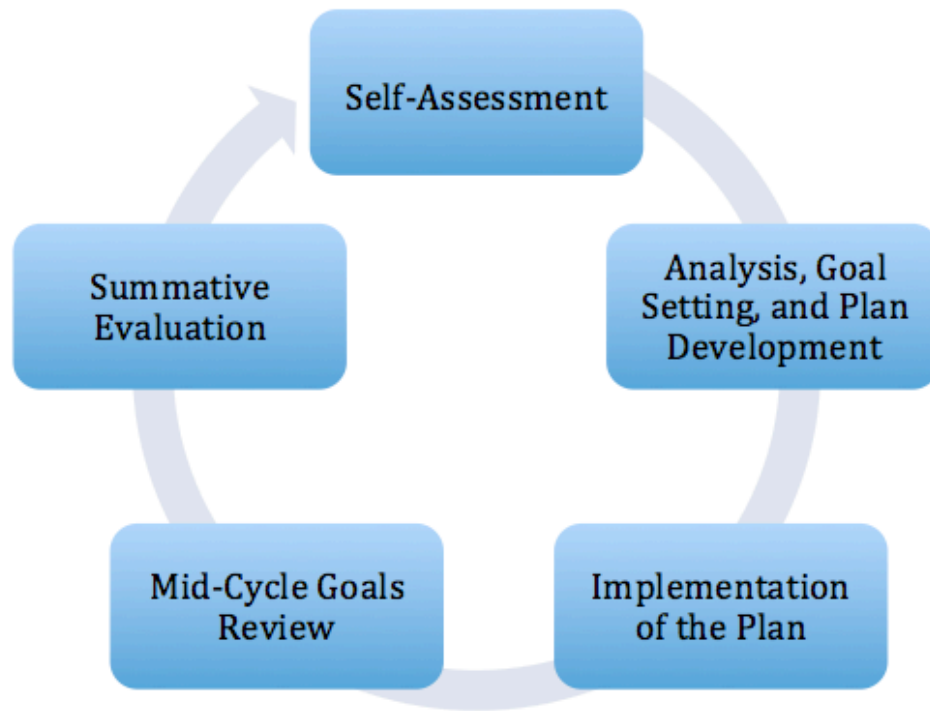 Self-Assessment
Analysis, Goal
Setting, and Plan
Development
Implementation
of the Plan
Mid-Cycle Goals
Review
Summative
Evaluation